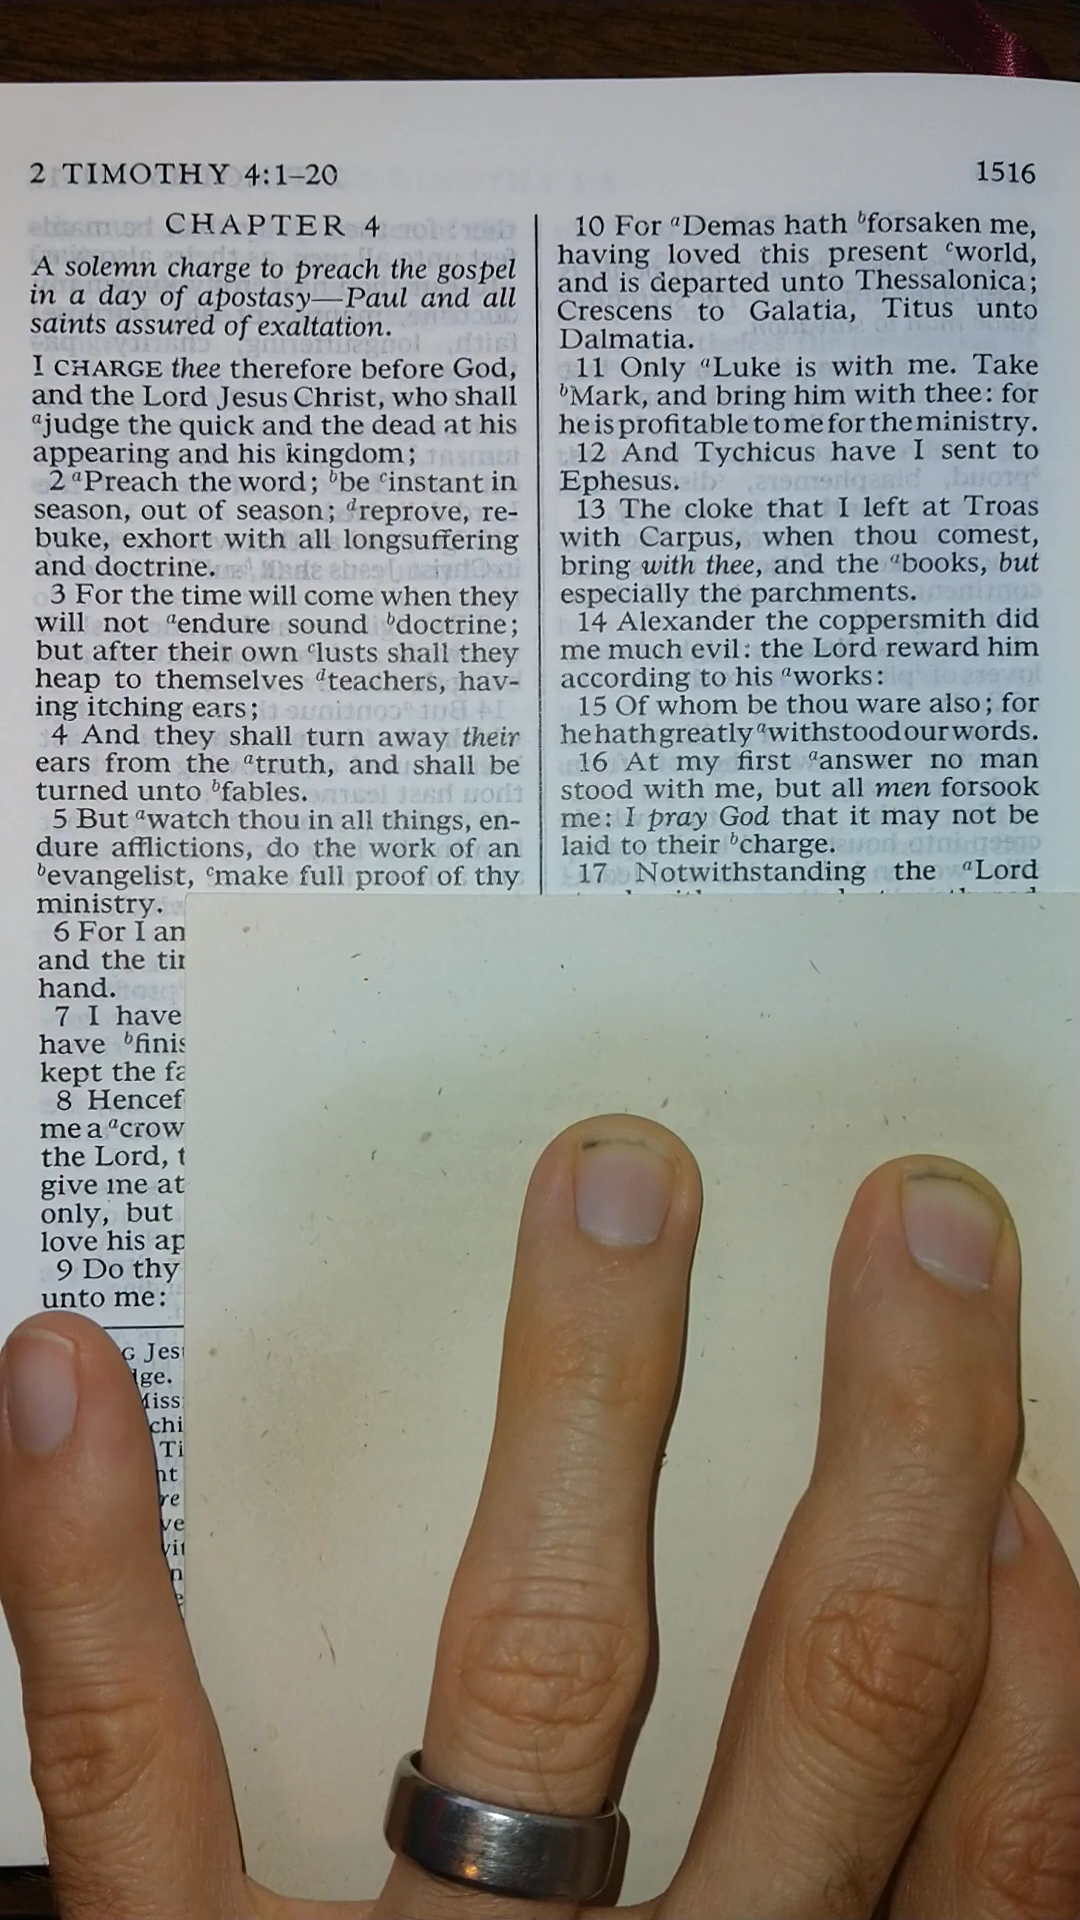 2 TIMOTHY 4:1–20
1516
CHAPTER 4
A solemn charge to preach the gospel
in a day of apostasy—Paul and all
saints assured of exaltation.
I CHARGE thee therefore before God,
and the Lord Jesus Christ, who shall
ajudge the quick and the dead at his
appearing and his kingdom;
2 aPreach the word; bbe cinstant in
season, out of season; dreprove, re-
buke, exhort with all longsuffering
and doctrine.
3 For the time will come when they
will not aendure sound bdoctrine;
but after their own clusts shall they
heap to themselves dteachers, hav-
ing itching ears;
4 And they shall turn away their
ears from the atruth, and shall be
turned unto bfables.
5 But awatch thou in all things, en-
dure afflictions, do the work of an
bevangelist, cmake full proof of thy
ministry.
6 For I
and the
hand.
7 I have
have
kept the
8
me a
the Lord,
give me at
only, but
love his
9 Do thy
unto me:
10 For aDemas hath bforsaken me,
having loved this present cworld,
and is departed unto Thessalonica;
Crescens to Galatia, Titus unto
Dalmatia.
11 Only aLuke is with me. Take
bMark, and bring him with thee: for
he is profitable to me for the ministry.
12 And Tychicus have I sent to
Ephesus.
13 The cloke that I left at Troas
with Carpus, when thou comest,
bring with thee, and the abooks, but
especially the parchments.
14 Alexander the coppersmith did
me much evil: the Lord reward him
according to his aworks:
15 Of whom be thou ware also; for
he hath greatly awithstood our words.
16 At my first aanswer no man
stood with me, but all men forsook
me: I pray God that it may not be
laid to their bcharge.
17 Notwithstanding the aLord